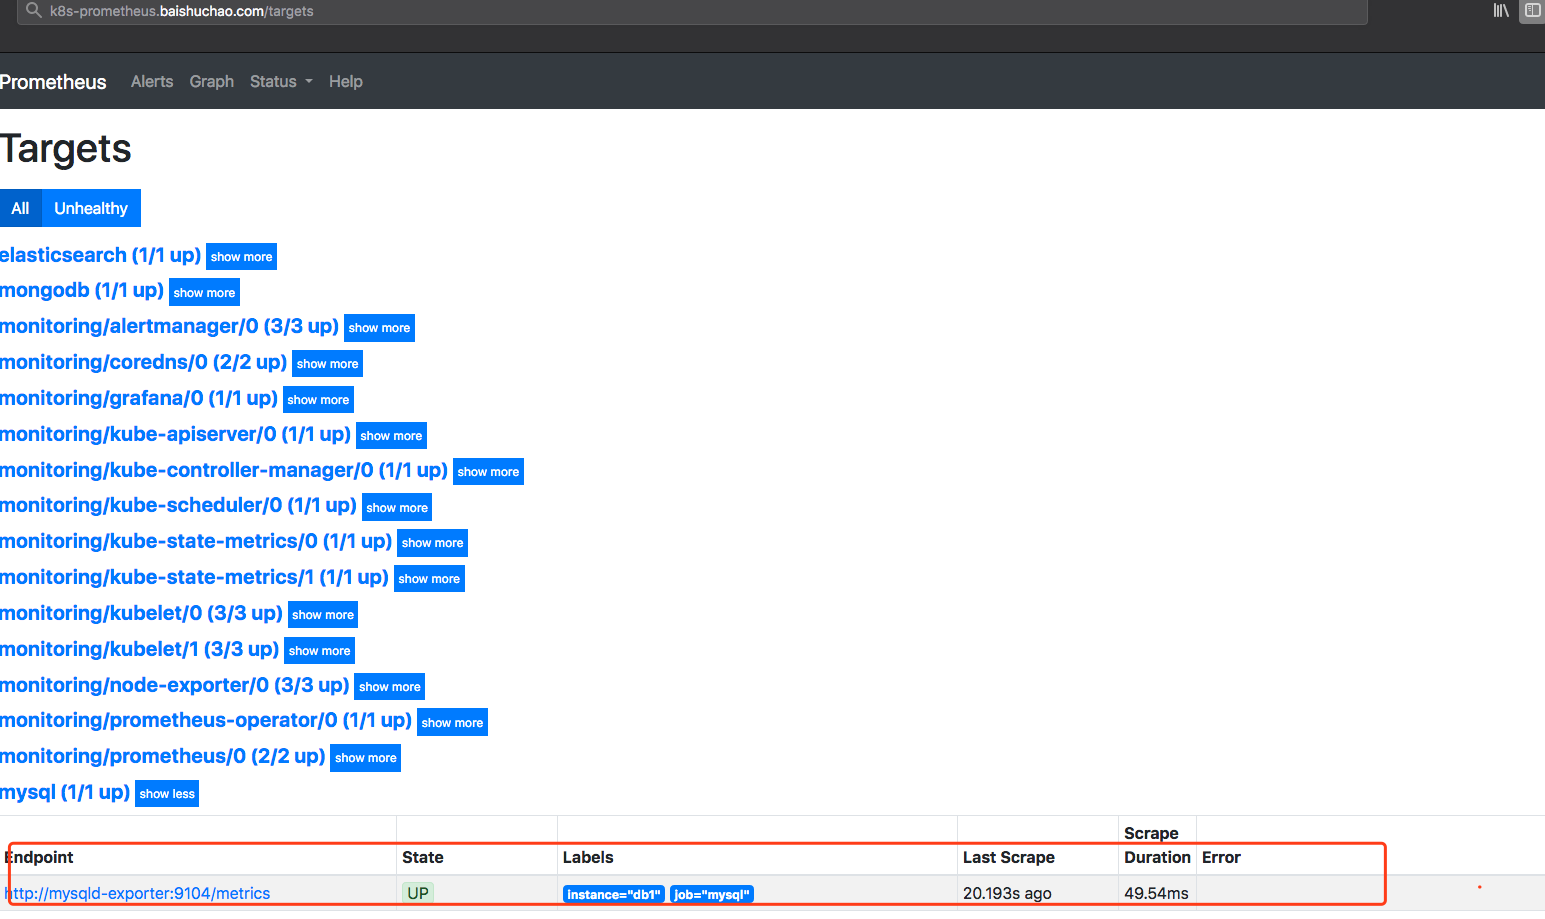 k8s-prometheus.baishuchao.com/targets
Prometheus Alerts Graph Status Help
Targets
All Unhealthy
elasticsearch (1/1 up) show more
mongodb (1/1 up) show more
monitoring/alertmanager/0 (3/3 up) show more
monitoring/coredns/0 (2/2 up) show more
monitoring/grafana/0 (1/1 up) show more
monitoring/kube-apiserver/0 (1/1 up) show more
monitoring/kube-controller-manager/0 (1/1 up) show more
monitoring/kube-scheduler/0 (1/1 up) show more
monitoring/kube-state-metrics/0 (1/1 up) show more
monitoring/kube-state-metrics/1 (1/1 up) show more
monitoring/kubelet/0 (3/3 up) show more
monitoring/kubelet/1 (3/3 up) show more
monitoring/node-exporter/0 (3/3 up) show more
monitoring/prometheus-operator/0 (1/1 up) show more
monitoring/prometheus/0 (2/2 up) show more
mysql (1/1 up) show less
Endpoint State Labels Last Scrape Scrape Duration Error
http://mysqld-exporter:9104/metrics UP instance="db1" job="mysql" 20.193s ago 49.54ms